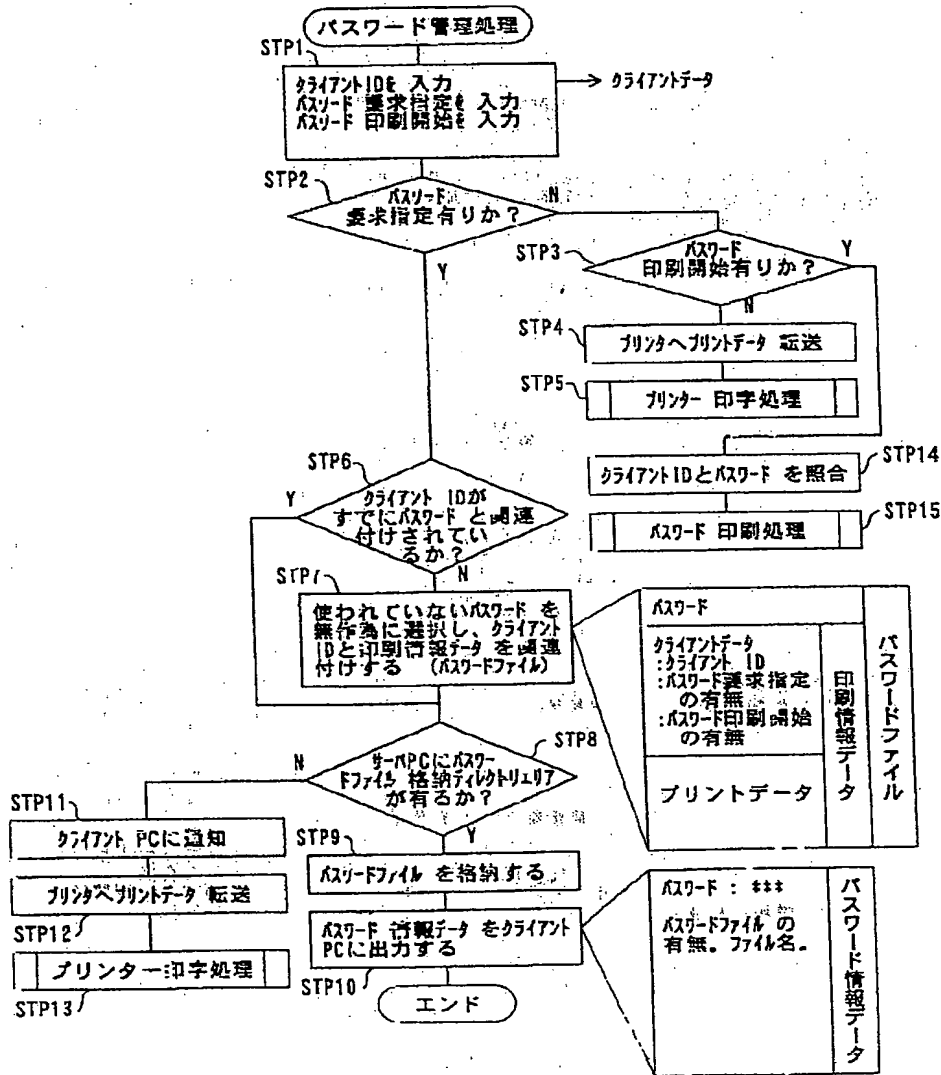 パスワード管理処理
STP1
クライアントIDを 入力
パスワード 要求指定を 入力
パスワード 印刷開始を 入力
クライアントデータ
STP2
パスワード
要求指定有りか?
N
Y
STP3
パスワード
印刷開始有りか?
Y
N
STP4
プリンタへプリントデータ 転送
STP5
プリンター 印字処理
STP14
クライアントIDとパスワード を照合
STP15
パスワード 印刷処理
STP6
Y
クライアント IDが
すでにパスワード と関連
付けされてい
るか?
N
STP7
使われていないパスワード を
無作為に選択し、クライアント
IDと印刷情報データ を関連
付けする (パスワードファイル)
パスワード
クライアントデータ
:クライアント ID
:パスワード要求指定
の有無
:パスワード印刷開始
の有無
プリントデータ
印刷情報データ
パスワードファイル
STP8
N
サーバPCにパスワー
ドファイル 格納ディレクトリエリア
が有るか?
Y
STP11
クライアント PCに通知
プリンタへプリントデータ 転送
STP12
プリンター印字処理
STP13
STP9
パスワードファイル を格納する
パスワード 情報データ をクライアント
PCに出力する
STP10
エンド
パスワード : ***
パスワードファイル の
有無。ファイル名。
パスワード情報データ